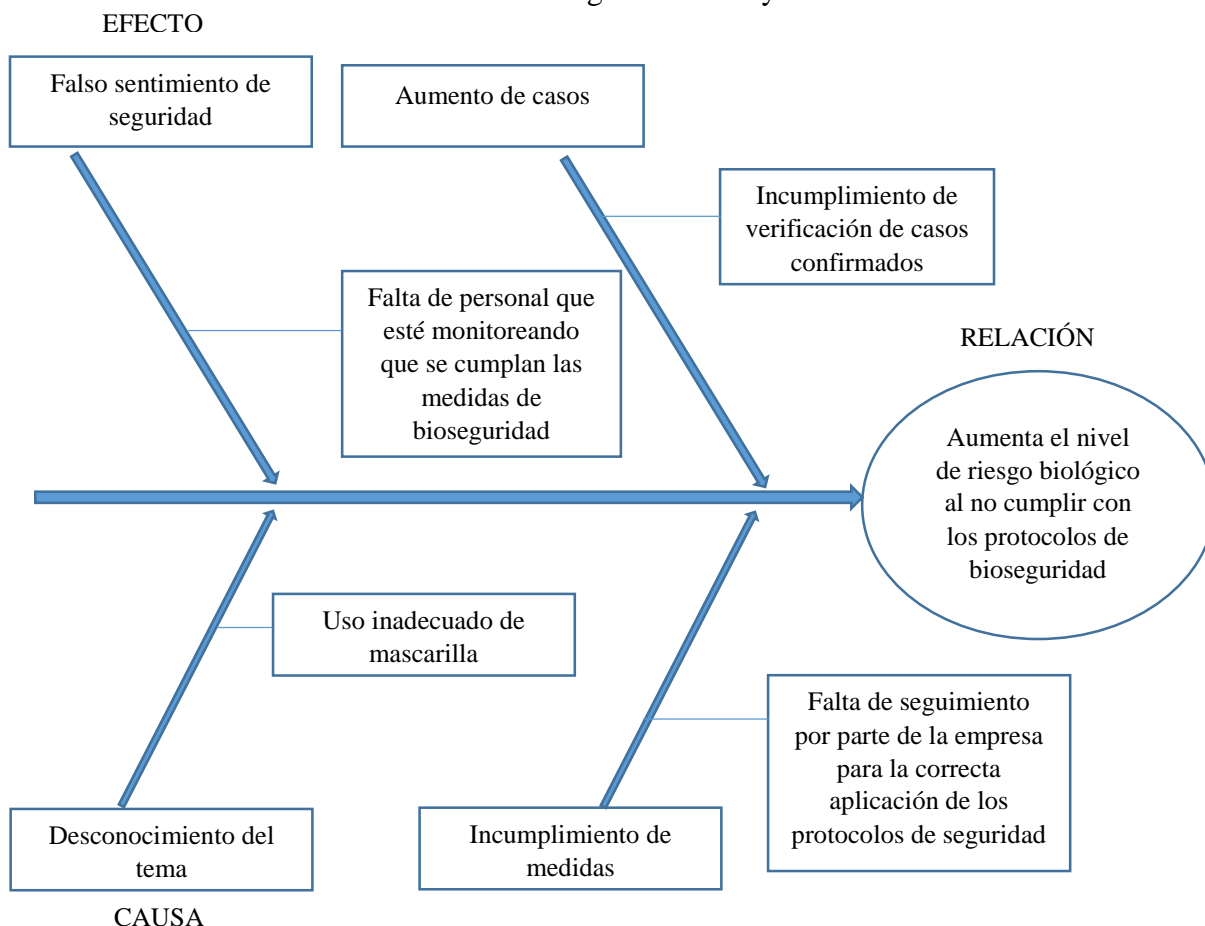 EFECTO
Falso sentimiento de
seguridad
Aumento de casos
Incumplimiento de
verificación de casos
confirmados
Falta de personal que
esté monitoreando
que se cumplan las
medidas de
bioseguridad
RELACIÓN
Aumenta el nivel
de riesgo biológico
al no cumplir con
los protocolos de
bioseguridad
Uso inadecuado de
mascarilla
Falta de seguimiento
por parte de la empresa
para la correcta
aplicación de los
protocolos de seguridad
Desconocimiento del
tema
Incumplimiento de
medidas
CAUSA